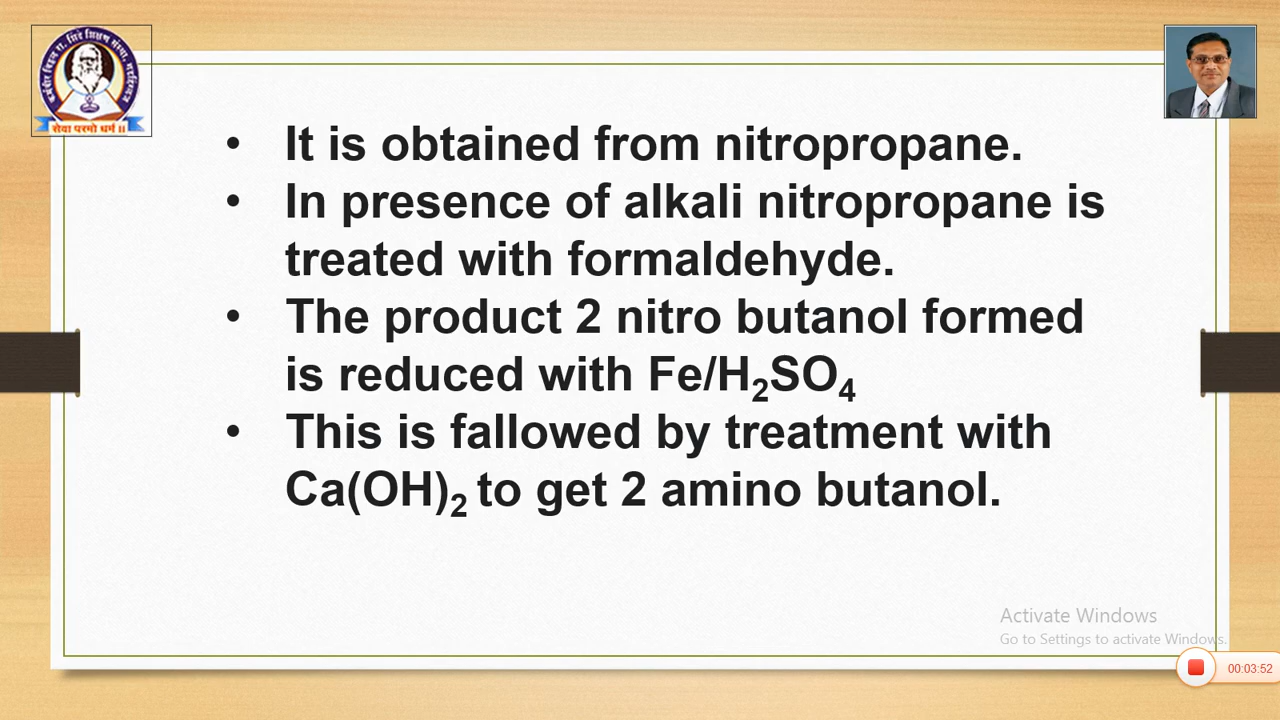 सेवा परमो धर्म ॥
• It is obtained from nitropropane.
• In presence of alkali nitropropane is
treated with formaldehyde.
• The product 2 nitro butanol formed
is reduced with Fe/H₂SO₄
• This is fallowed by treatment with
Ca(OH)₂ to get 2 amino butanol.
Activate Windows
Go to Settings to activate Windows.
00:03:52